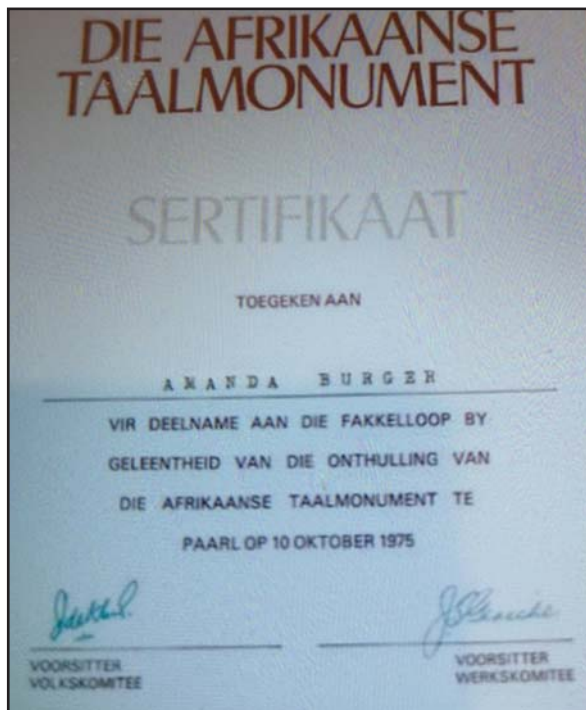 DIE AFRIKAANSE
TAALMONUMENT
SERTIFIKAAT
TOEGEKEN AAN
AMANDA BURGER
VIR DEELNAME AAN DIE FAKKELLOOP BY
GELEENTHEID VAN DIE ONTHULLING VAN
DIE AFRIKAANSE TAALMONUMENT TE
PAARL OP 10 OKTOBER 1975
VOORSITTER
VOLKSKOMITEE
VOORSITTER
WERKSKOMITEE